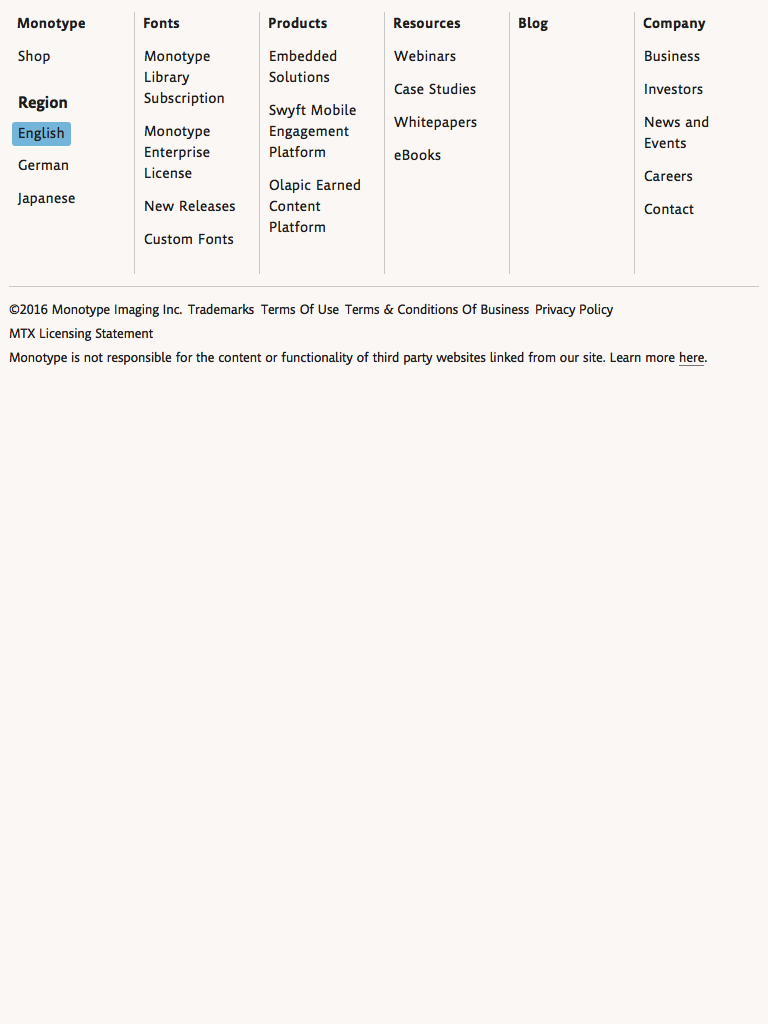 Monotype
Shop
Region
English
German
Japanese
Fonts
Monotype
Library
Subscription
Monotype
Enterprise
License
New Releases
Custom Fonts
Products
Embedded
Solutions
Swyft Mobile
Engagement
Platform
Olapic Earned
Content
Platform
Resources
Webinars
Case Studies
Whitepapers
eBooks
Blog
Company
Business
Investors
News and
Events
Careers
Contact
©2016 Monotype Imaging Inc. Trademarks Terms Of Use Terms & Conditions Of Business Privacy Policy
MTX Licensing Statement
Monotype is not responsible for the content or functionality of third party websites linked from our site. Learn more here.